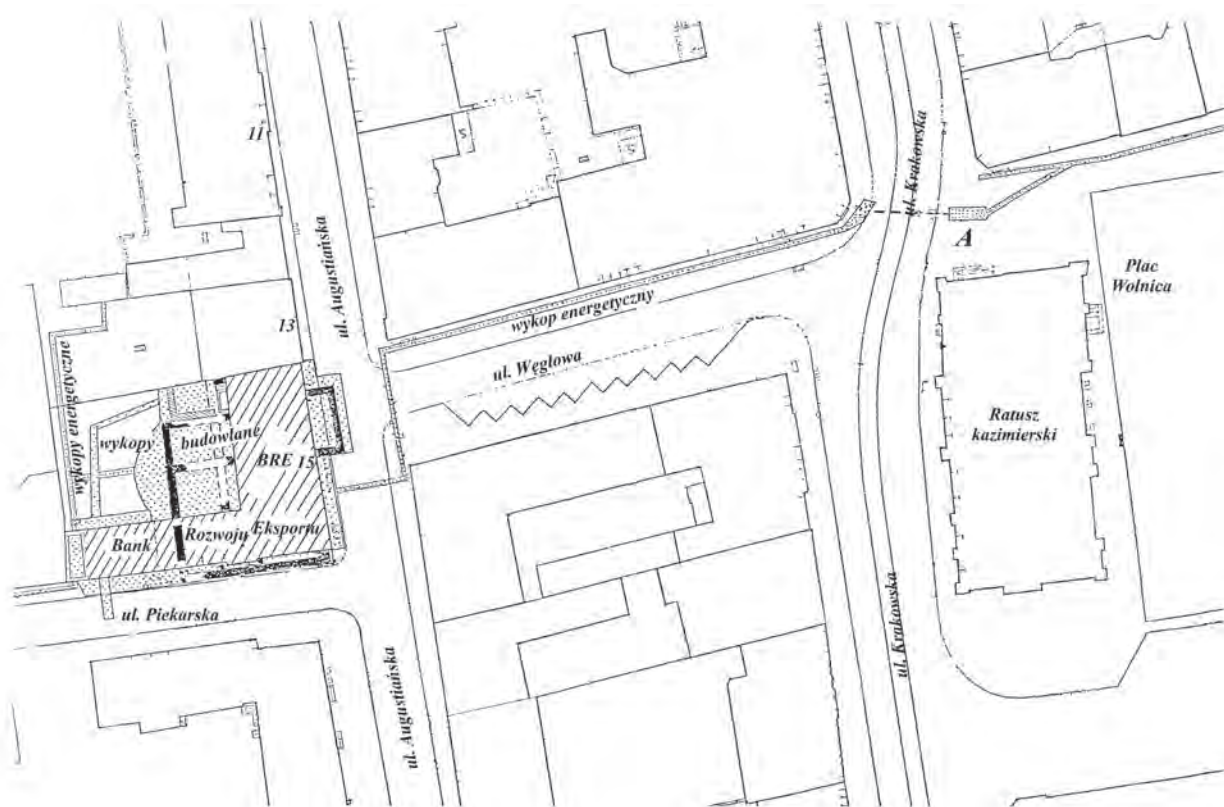 11
ul. Augustiańska
13
wykopy energetyczne
wykopy
budowlane
BRE 15
Bank
Rozwoju
Eksportu
ul. Piekarska
ul. Augustiańska
S
S
wykop energetyczny
ul. Węglowa
ul. Krakowska
A
Plac
Wolnica
Ratusz
kazimierski
ul. Krakowska